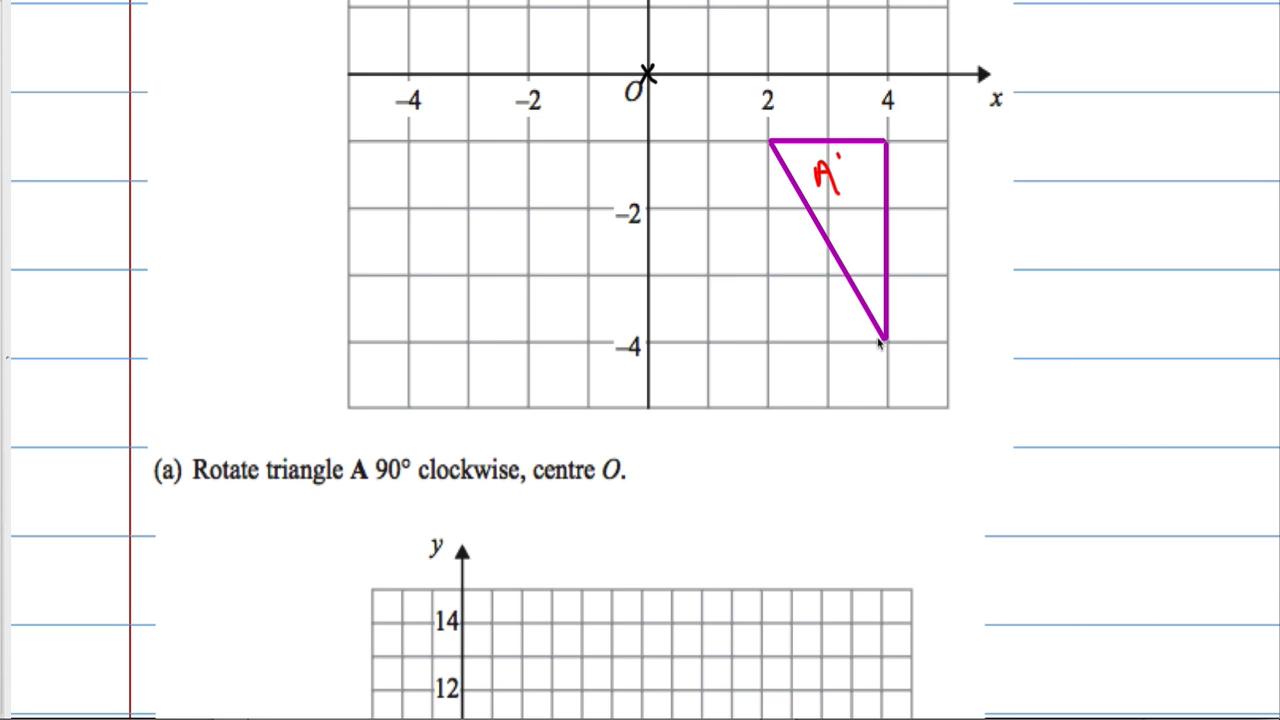 O
-4 -2 2 4 x
A'
-2
-4
(a) Rotate triangle A 90° clockwise, centre O.
y
14
12